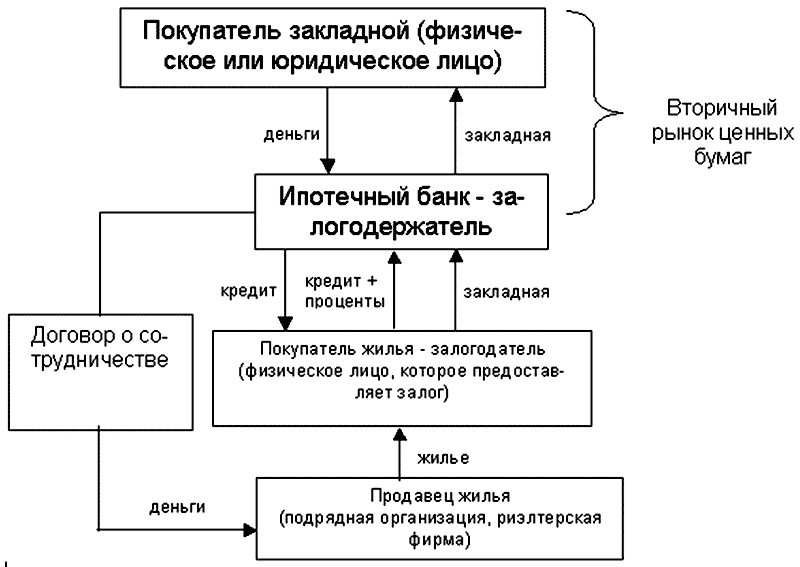 Покупатель закладной (физиче-
ское или юридическое лицо)
Вторичный
рынок ценных
бумаг
деньги
закладная
Ипотечный банк - за-
логодержатель
кредит
кредит +
проценты
закладная
Договор о со-
трудничестве
Покупатель жилья - залогодатель
(физическое лицо, которое предостав-
ляет залог)
жилье
деньги
Продавец жилья
(подрядная организация, риэлтерская
фирма)